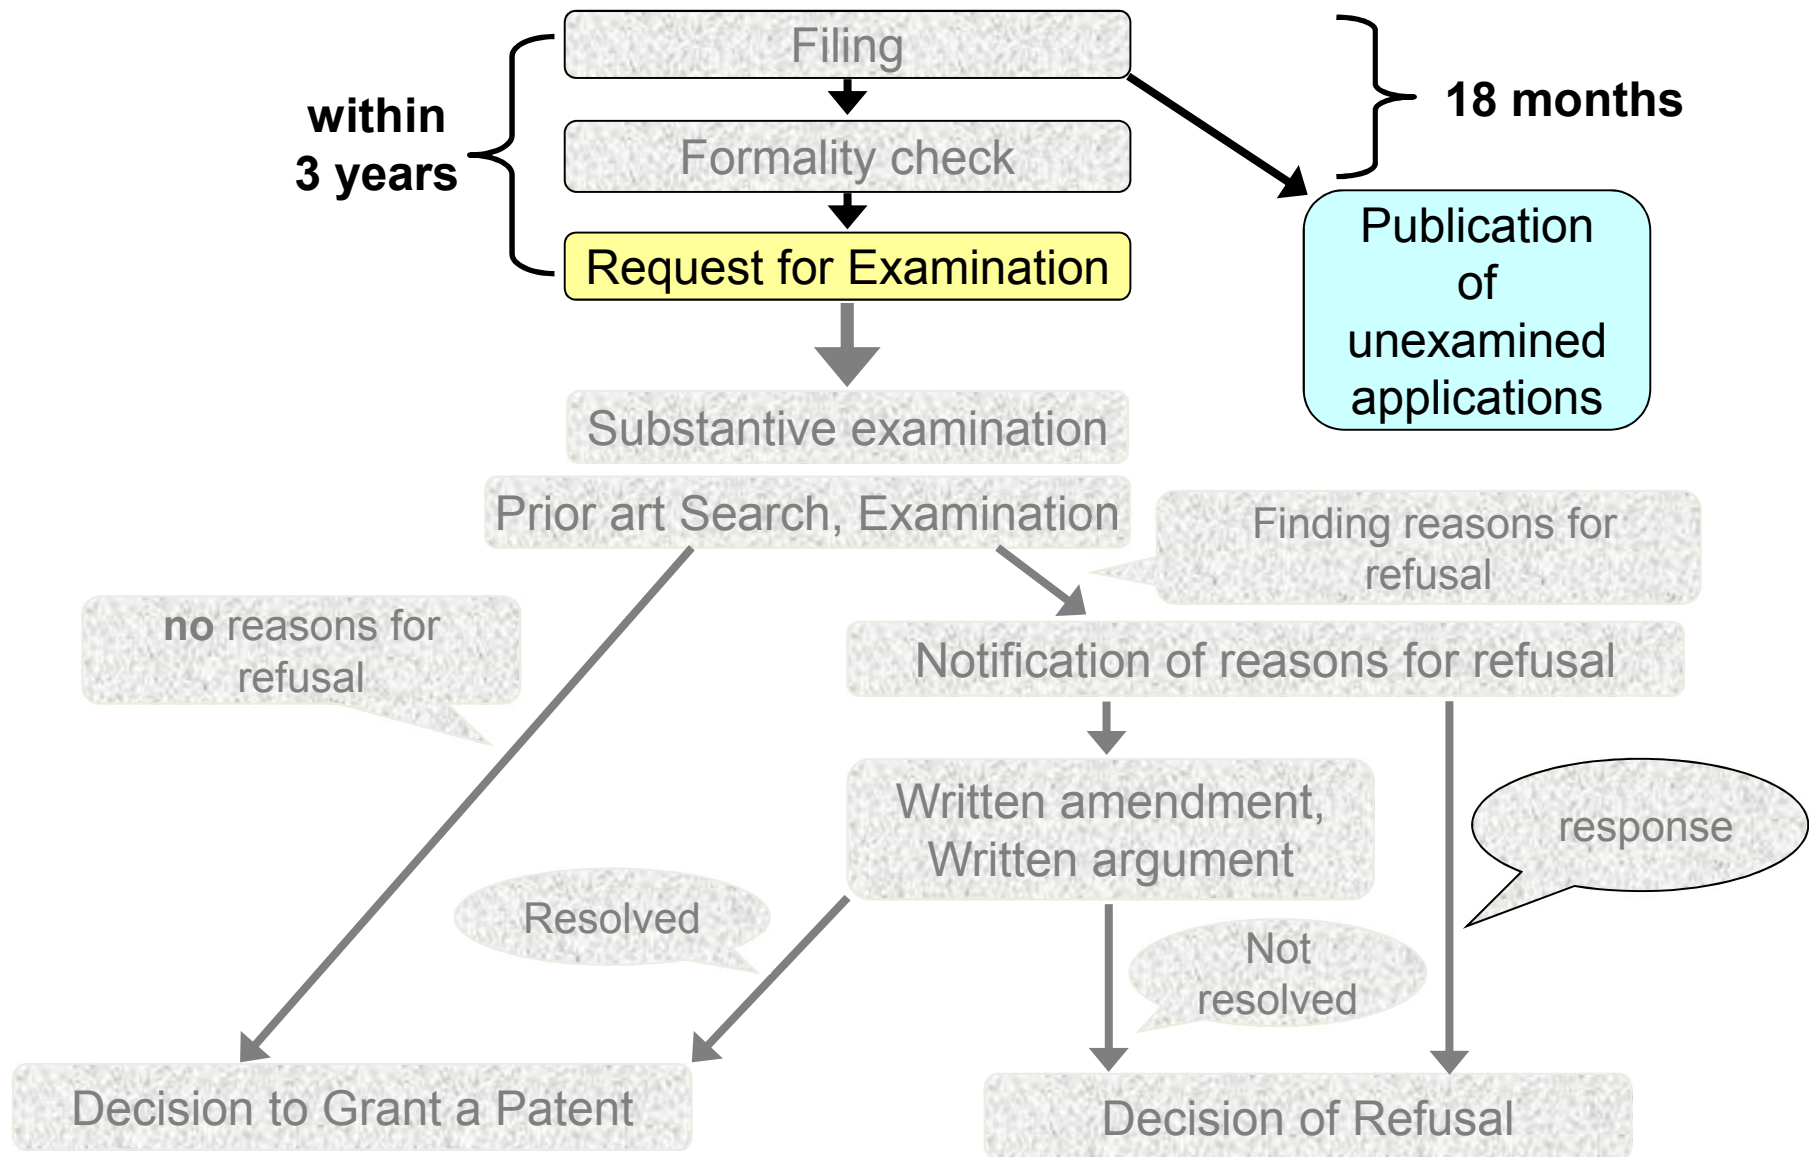 Filing
within
3 years
18 months
Formality check
Request for Examination
Publication
of
unexamined
applications
Substantive examination
Prior art Search, Examination
Finding reasons for
refusal
no reasons for
refusal
Notification of reasons for refusal
Written amendment,
Written argument
response
Resolved
Not
resolved
Decision to Grant a Patent
Decision of Refusal